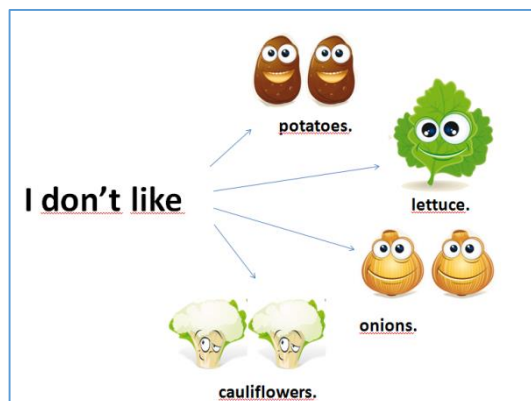 potatoes.
lettuce.
I don't like
onions.
cauliflowers.